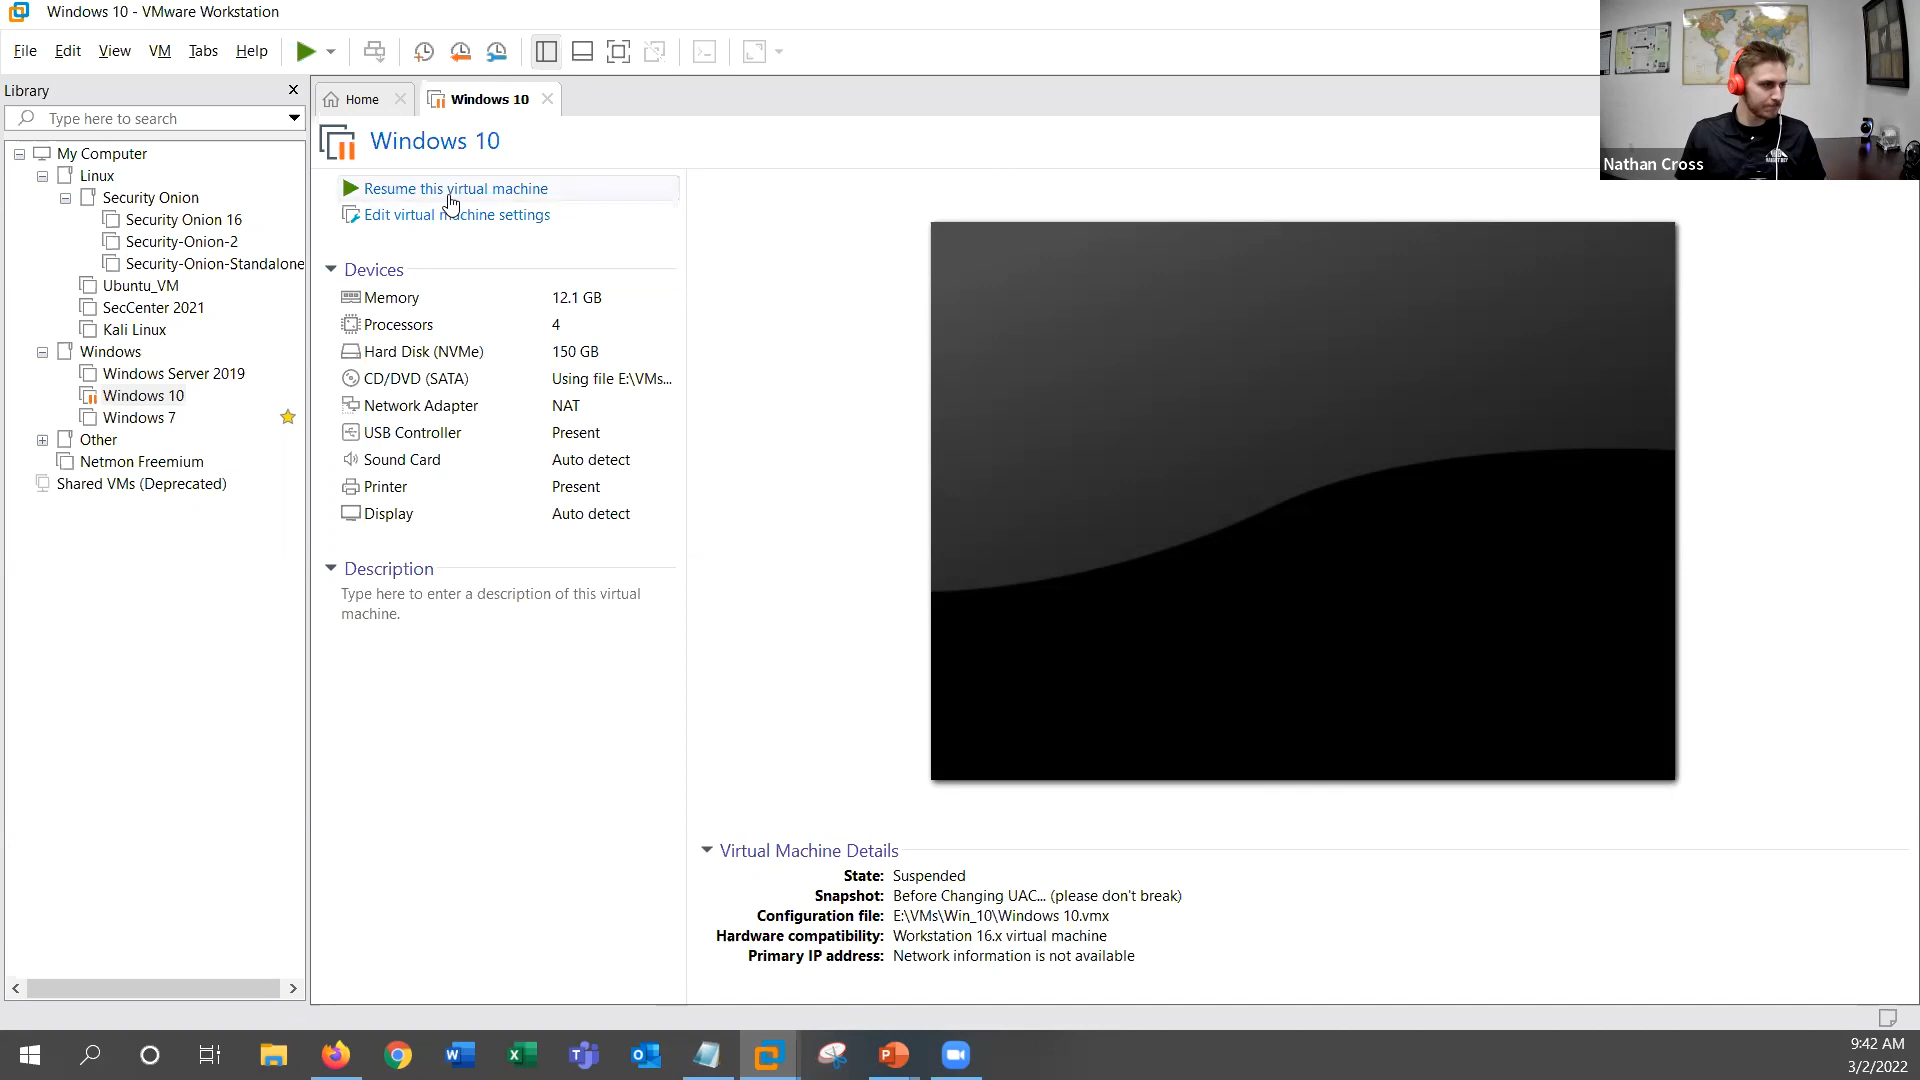 Windows 10 - VMware Workstation
File Edit View VM Tabs Help
Library
Type here to search
My Computer
Linux
Security Onion
Security Onion 16
Security-Onion-2
Security-Onion-Standalone
Ubuntu_VM
SecCenter 2021
Kali Linux
Windows
Windows Server 2019
Windows 10
Windows 7
Other
Netmon Freemium
Shared VMs (Deprecated)
Home
Windows 10
Windows 10
Resume this virtual machine
Edit virtual machine settings
Devices
Memory 12.1 GB
Processors 4
Hard Disk (NVMe) 150 GB
CD/DVD (SATA) Using file E:\VMs...
Network Adapter NAT
USB Controller Present
Sound Card Auto detect
Printer Present
Display Auto detect
Description
Type here to enter a description of this virtual
machine.
Virtual Machine Details
State: Suspended
Snapshot: Before Changing UAC... (please don't break)
Configuration file: E:\VMs\Win_10\Windows 10.vmx
Hardware compatibility: Workstation 16.x virtual machine
Primary IP address: Network information is not available
Nathan Cross
9:42 AM
3/2/2022